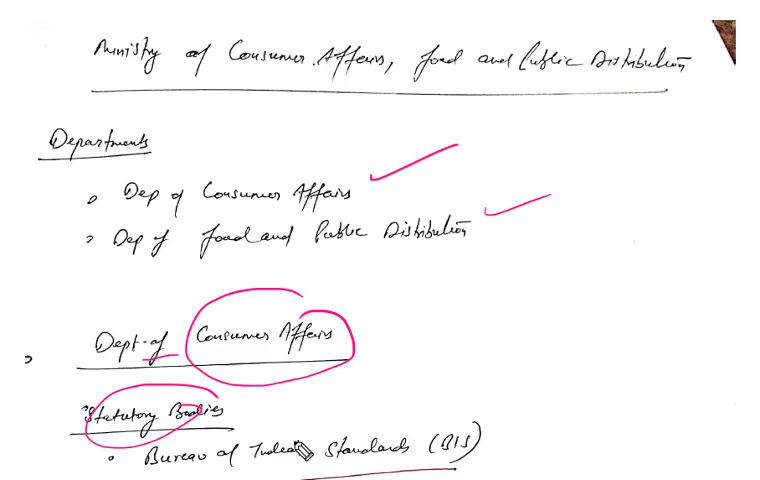 Ministry of Consumer Affairs, food and Public Distribution
Departments
Dep of Consumer Affairs
Dep of food and Public Distribution
Dept. of Consumer Affairs
Statutory Bodies
Bureau of Indian Standards (BIS)